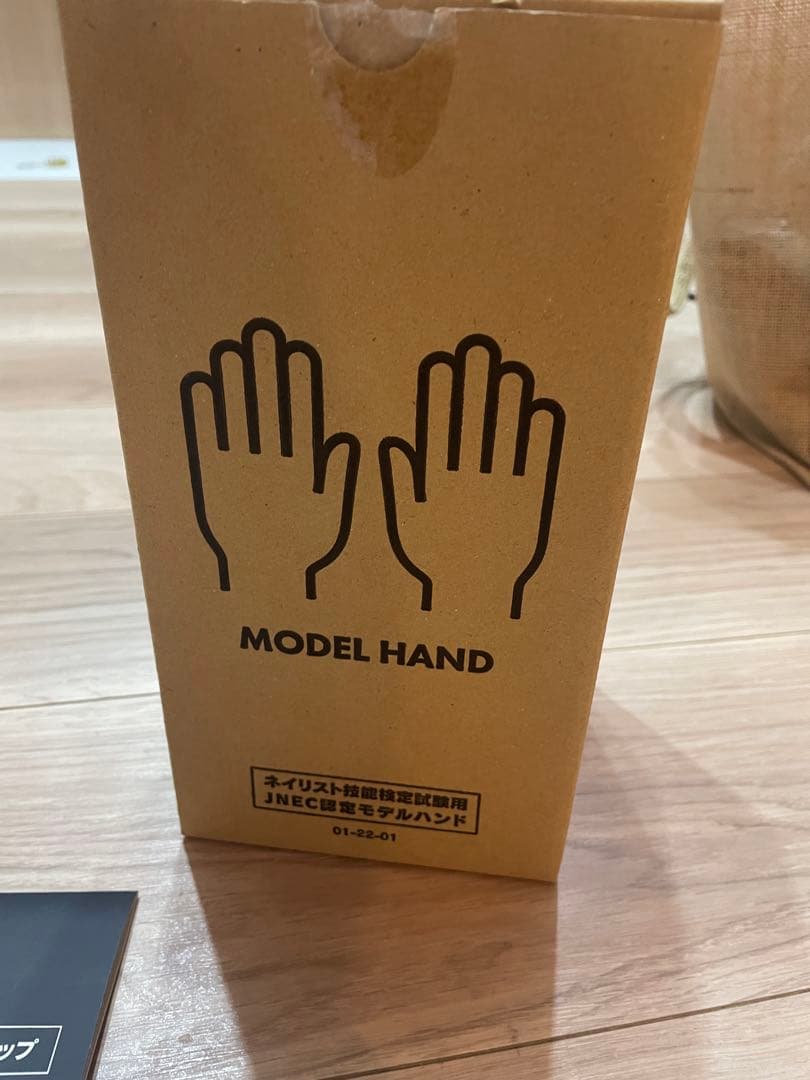 MODEL HAND
ネイリスト技能検定試験用
JNEC認定モデルハンド
01-22-01
ップ